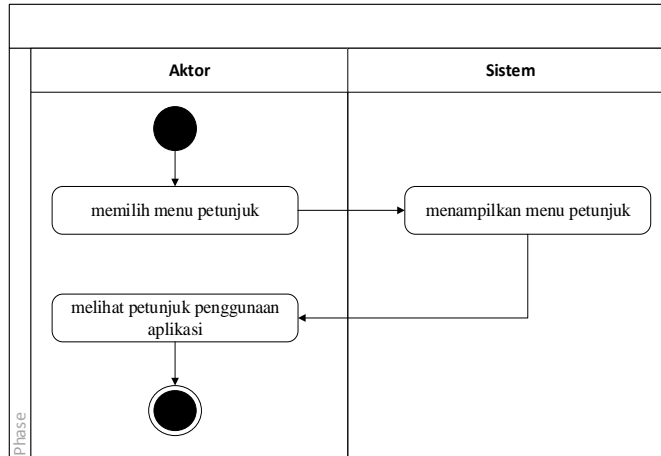 Aktor
Sistem
memilih menu petunjuk
menampilkan menu petunjuk
melihat petunjuk penggunaan
aplikasi
Phase